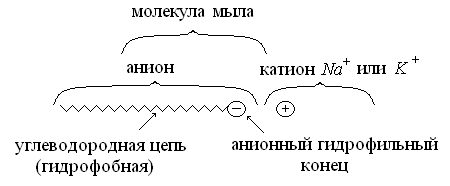 молекула мыла
анион
катион Na⁺ или K⁺
−
+
углеводородная цепь
(гидрофобная)
анионный гидрофильный
конец